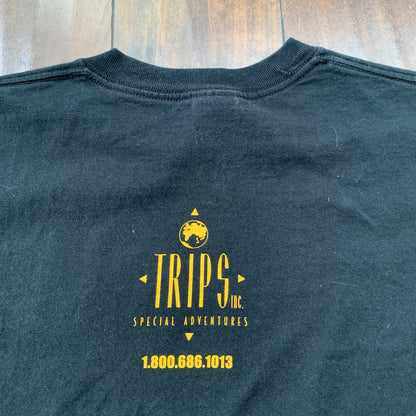 TRIPS INC.
SPECIAL ADVENTURES
1.800.686.1013